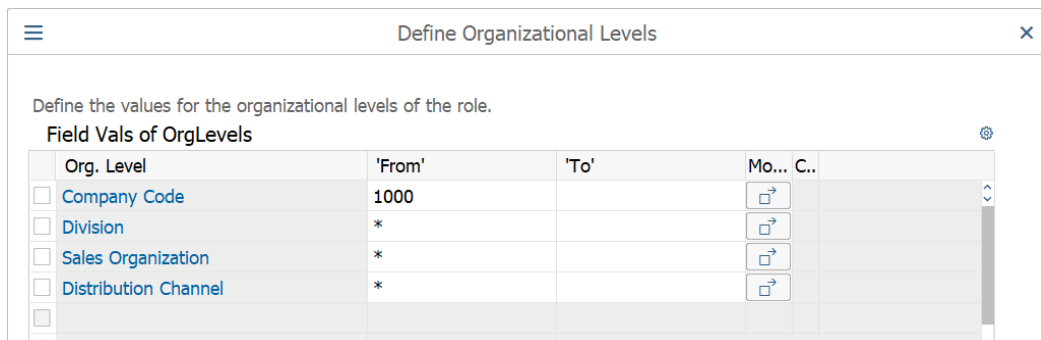 Define Organizational Levels
Define the values for the organizational levels of the role.
Field Vals of OrgLevels
Org. Level 'From' 'To' Mo... C..
Company Code 1000
Division *
Sales Organization *
Distribution Channel *